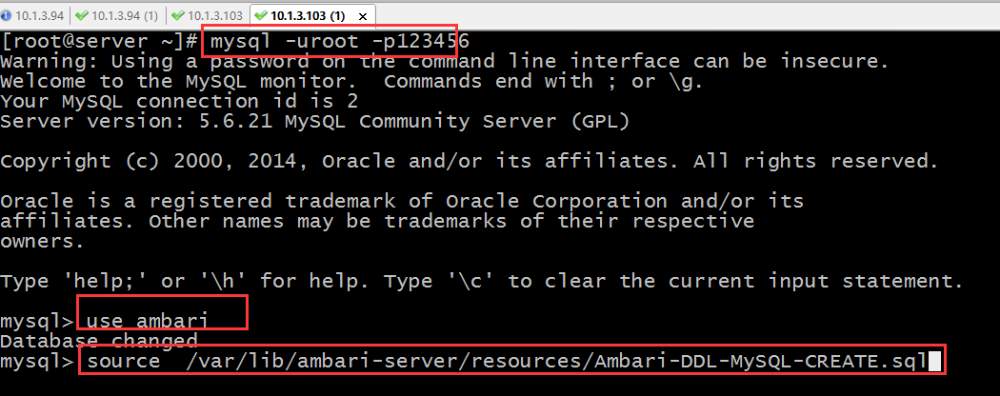 10.1.3.94 10.1.3.94 (1) 10.1.3.103 10.1.3.103 (1) ×
[root@server ~]# mysql -uroot -p123456
Warning: Using a password on the command line interface can be insecure.
Welcome to the MySQL monitor.  Commands end with ; or \g.
Your MySQL connection id is 2
Server version: 5.6.21 MySQL Community Server (GPL)
Copyright (c) 2000, 2014, Oracle and/or its affiliates. All rights reserved.
Oracle is a registered trademark of Oracle Corporation and/or its
affiliates. Other names may be trademarks of their respective
owners.
Type 'help;' or '\h' for help. Type '\c' to clear the current input statement.
mysql> use ambari
Database changed
mysql> source  /var/lib/ambari-server/resources/Ambari-DDL-MySQL-CREATE.sql